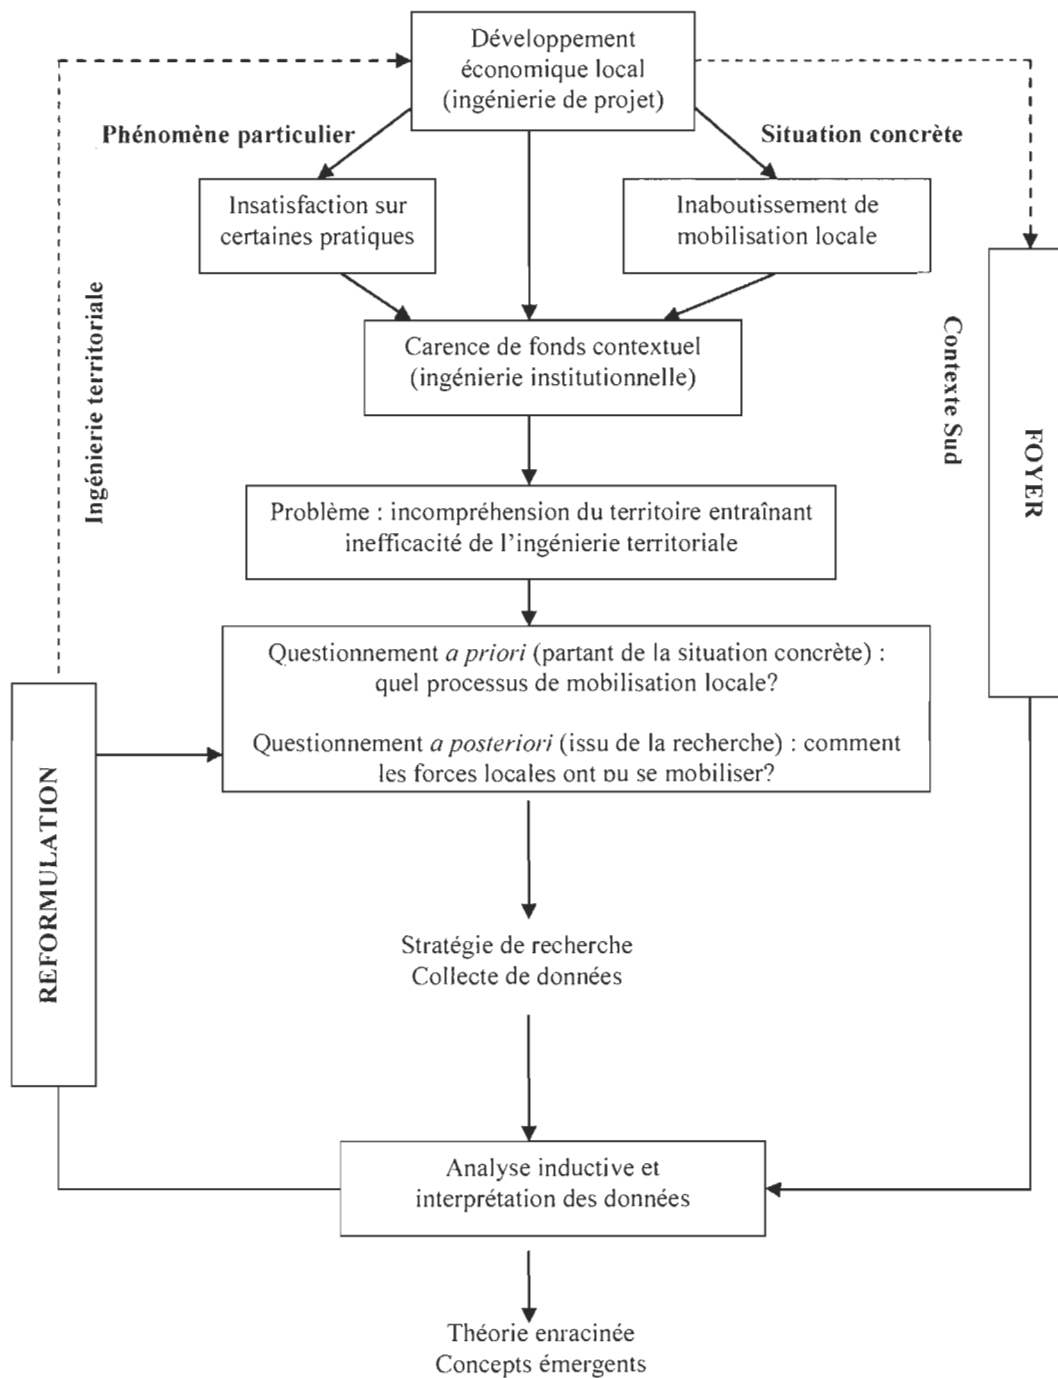 Développement
économique local
(ingénierie de projet)
Phénomène particulier
Situation concrète
Insatisfaction sur
certaines pratiques
Inaboutissement de
mobilisation locale
Ingénierie territoriale
Contexte Sud
FOYER
Carence de fonds contextuel
(ingénierie institutionnelle)
Problème : incompréhension du territoire entraînant
inefficacité de l'ingénierie territoriale
Questionnement a priori (partant de la situation concrète) :
quel processus de mobilisation locale?
Questionnement a posteriori (issu de la recherche) : comment
les forces locales ont pu se mobiliser?
REFORMULATION
Stratégie de recherche
Collecte de données
Analyse inductive et
interprétation des données
Théorie enracinée
Concepts émergents